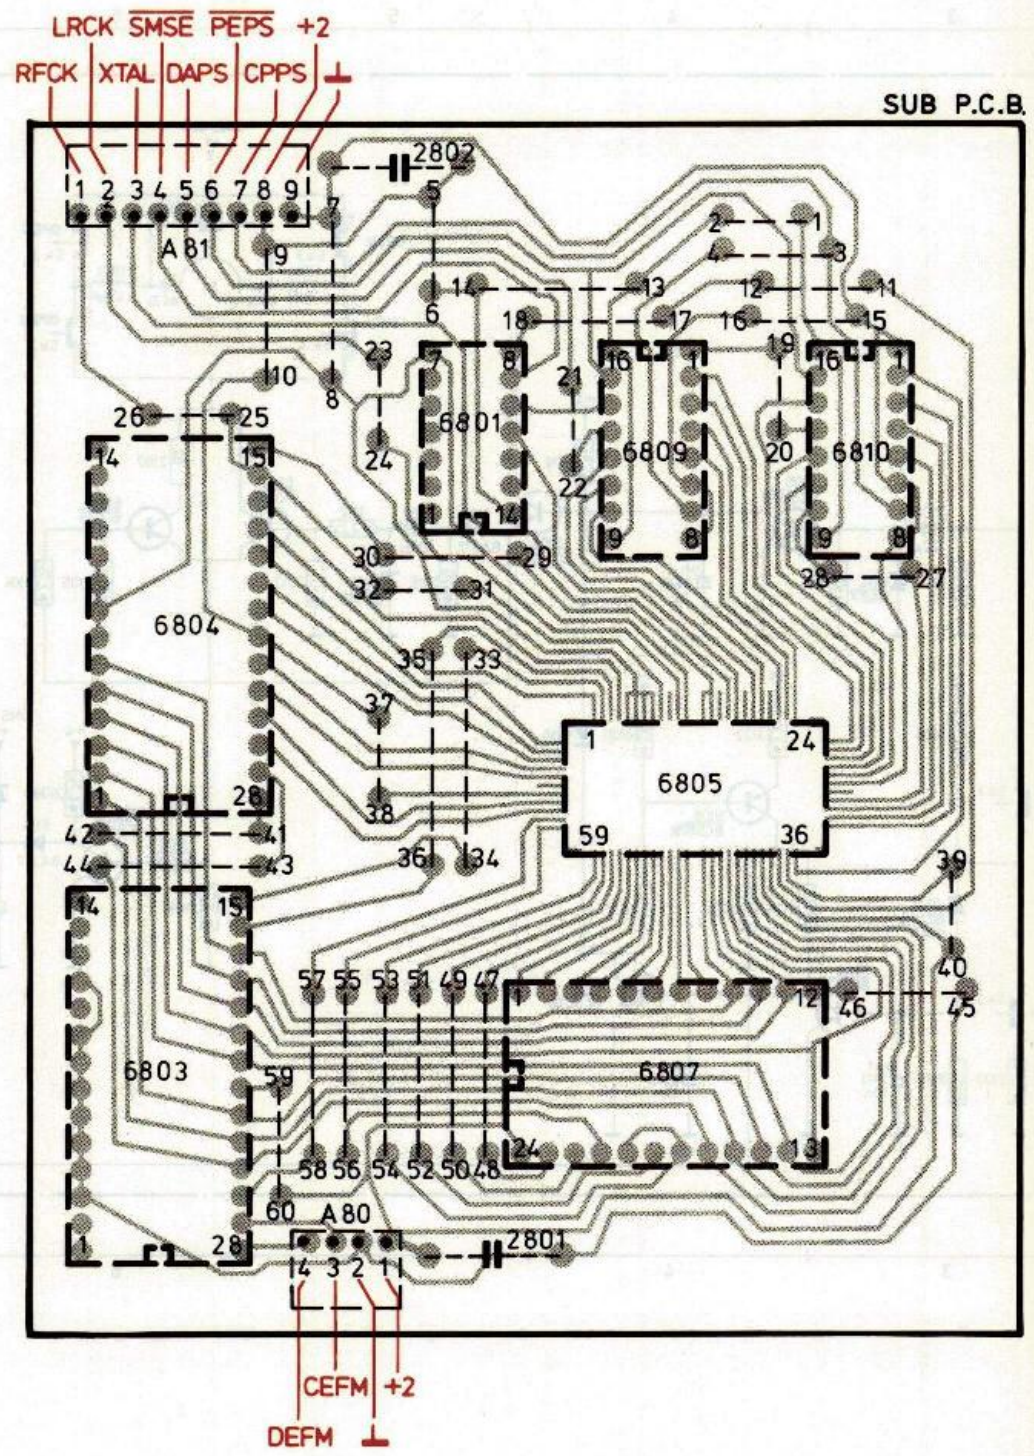 LRCK SMSE PEPS +2
RFCK XTAL DAPS CPPS ⊥
SUB P.C.B.
2802
1 2 3 4 5 6 7 8 9
5
7
2 1
A81
9
4 3
14 13 12 11
6
18 17 16 15
23 19
7 8 16 1 16 1
10
21
8
26 25
6801 6809 6810
24 20
14 15
22
1 14
9 8 9 8
30 29
28 27
32 31
6804
35 33
37
1 24
6805
1 28
38
42 41
59 36
36 34
44 43
39
14 15
40
57 55 53 51 49 47 1 12 46 45
6803 59 6807
24 13
58 56 54 52 50 48
60 A80
1 28
2801
4 3 2 1
CEFM +2
DEFM ⊥